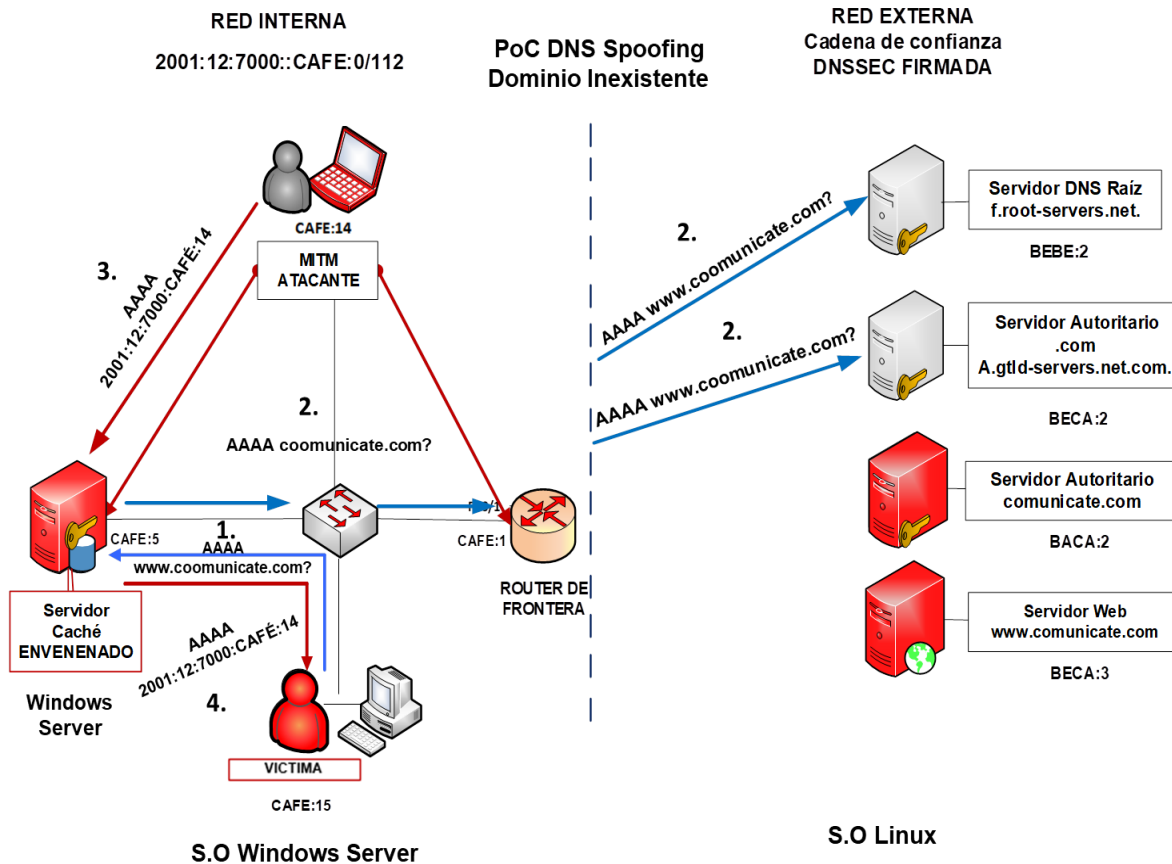 RED INTERNA
2001:12:7000::CAFE:0/112
PoC DNS Spoofing
Dominio Inexistente
RED EXTERNA
Cadena de confianza
DNSSEC FIRMADA
CAFE:14
MITM
ATACANTE
3.
AAAA
2001:12:7000:CAFÉ:14
2.
AAAA coomunicate.com?
CAFE:5
1.
AAAA
www.coomunicate.com?
CAFE:1
ROUTER DE
FRONTERA
Servidor
Caché
ENVENENADO
Windows
Server
AAAA
2001:12:7000:CAFÉ:14
4.
VICTIMA
CAFE:15
S.O Windows Server
2.
AAAA www.coomunicate.com?
2.
AAAA www.coomunicate.com?
Servidor DNS Raíz
f.root-servers.net.
BEBE:2
Servidor Autoritario
.com
A.gtld-servers.net.com.
BECA:2
Servidor Autoritario
comunicate.com
BACA:2
Servidor Web
www.comunicate.com
BECA:3
S.O Linux